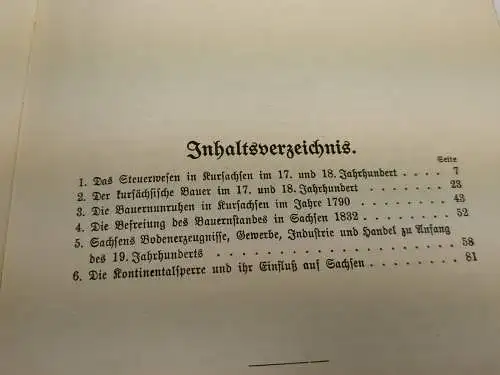 Inhaltsverzeichnis.
Seite
1. Das Steuerwesen in Kursachsen im 17. und 18. Jahrhundert . . . . 7
2. Der kursächsische Bauer im 17. und 18. Jahrhundert . . . . . . . 23
3. Die Bauernunruhen in Kursachsen im Jahre 1790 . . . . . . . . . 43
4. Die Befreiung des Bauernstandes in Sachsen 1832 . . . . . . . . . 52
5. Sachsens Bodenerzeugnisse, Gewerbe, Industrie und Handel zu Anfang
des 19. Jahrhunderts . . . . . . . . . . . . . . . . . . . . 58
6. Die Kontinentalsperre und ihr Einfluß auf Sachsen . . . . . . . . 81